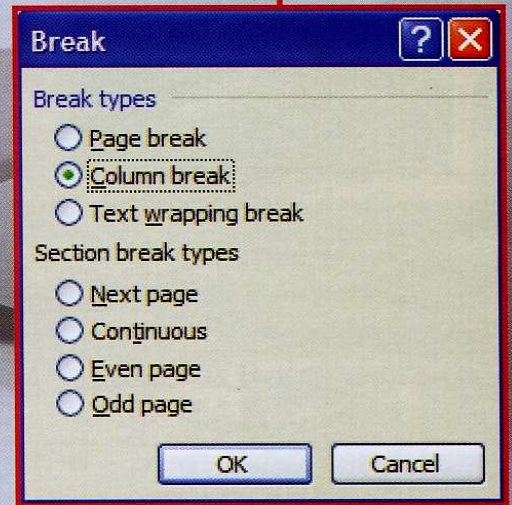 Break
Break types
Page break
Column break
Text wrapping break
Section break types
Next page
Continuous
Even page
Odd page
OK
Cancel